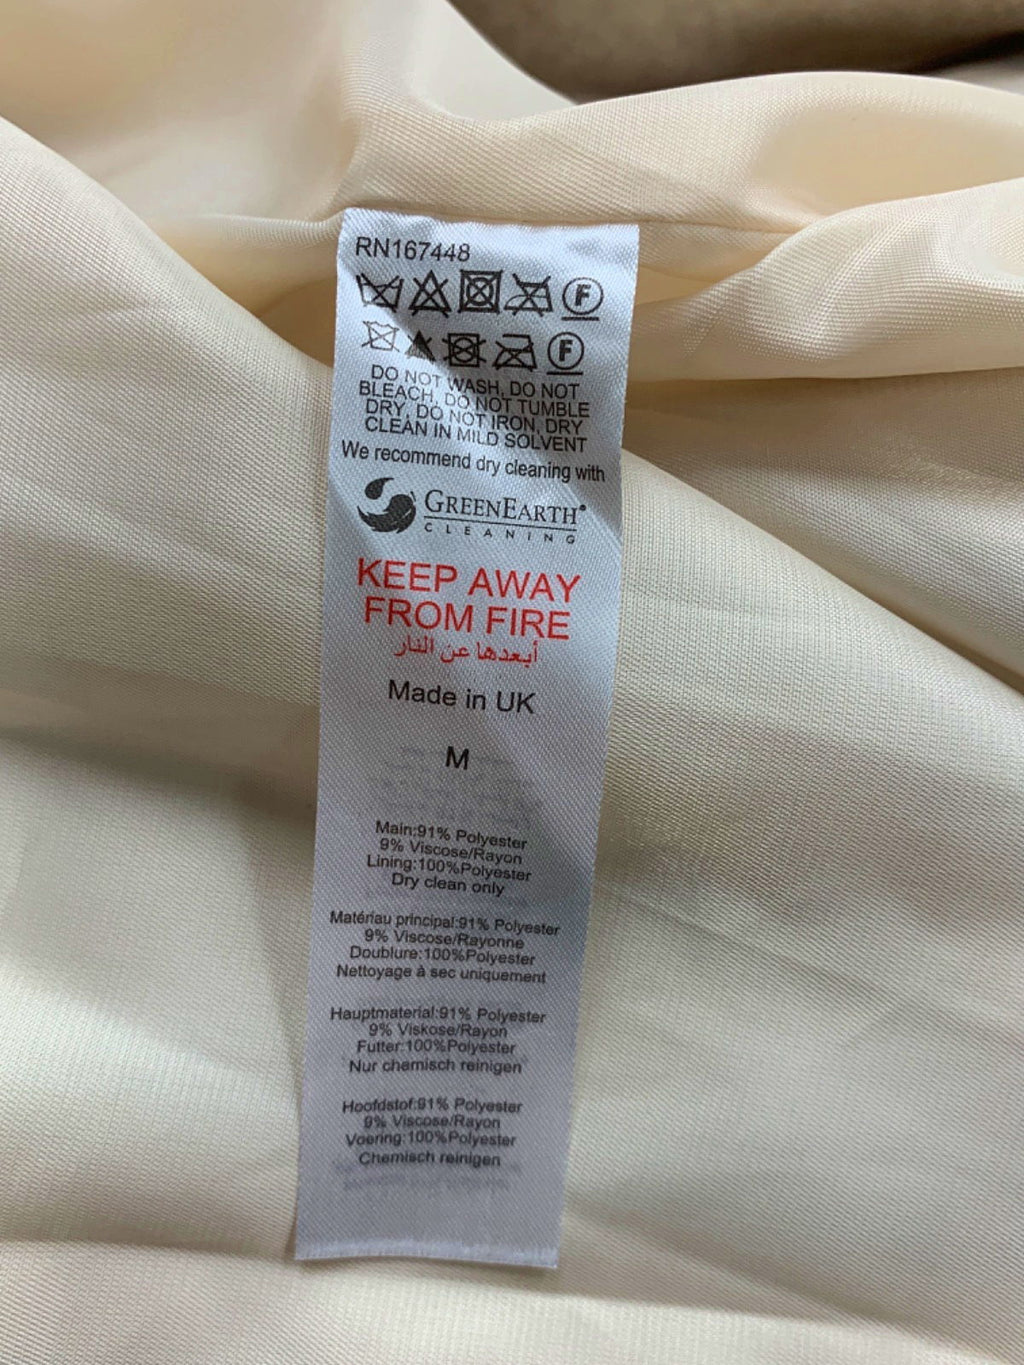 RN167448
F
F
DO NOT WASH, DO NOT
BLEACH, DO NOT TUMBLE
DRY, DO NOT IRON, DRY
CLEAN IN MILD SOLVENT
We recommend dry cleaning with
GREENEARTH®
CLEANING
KEEP AWAY
FROM FIRE
أبعدها عن النار
Made in UK
M
Main:91% Polyester
9% Viscose/Rayon
Lining:100%Polyester
Dry clean only
Matériau principal:91% Polyester
9% Viscose/Rayonne
Doublure:100%Polyester
Nettoyage à sec uniquement
Hauptmaterial:91% Polyester
9% Viskose/Rayon
Futter:100%Polyester
Nur chemisch reinigen
Hoofdstof:91% Polyester
9% Viscose/Rayon
Voering:100%Polyester
Chemisch reinigen